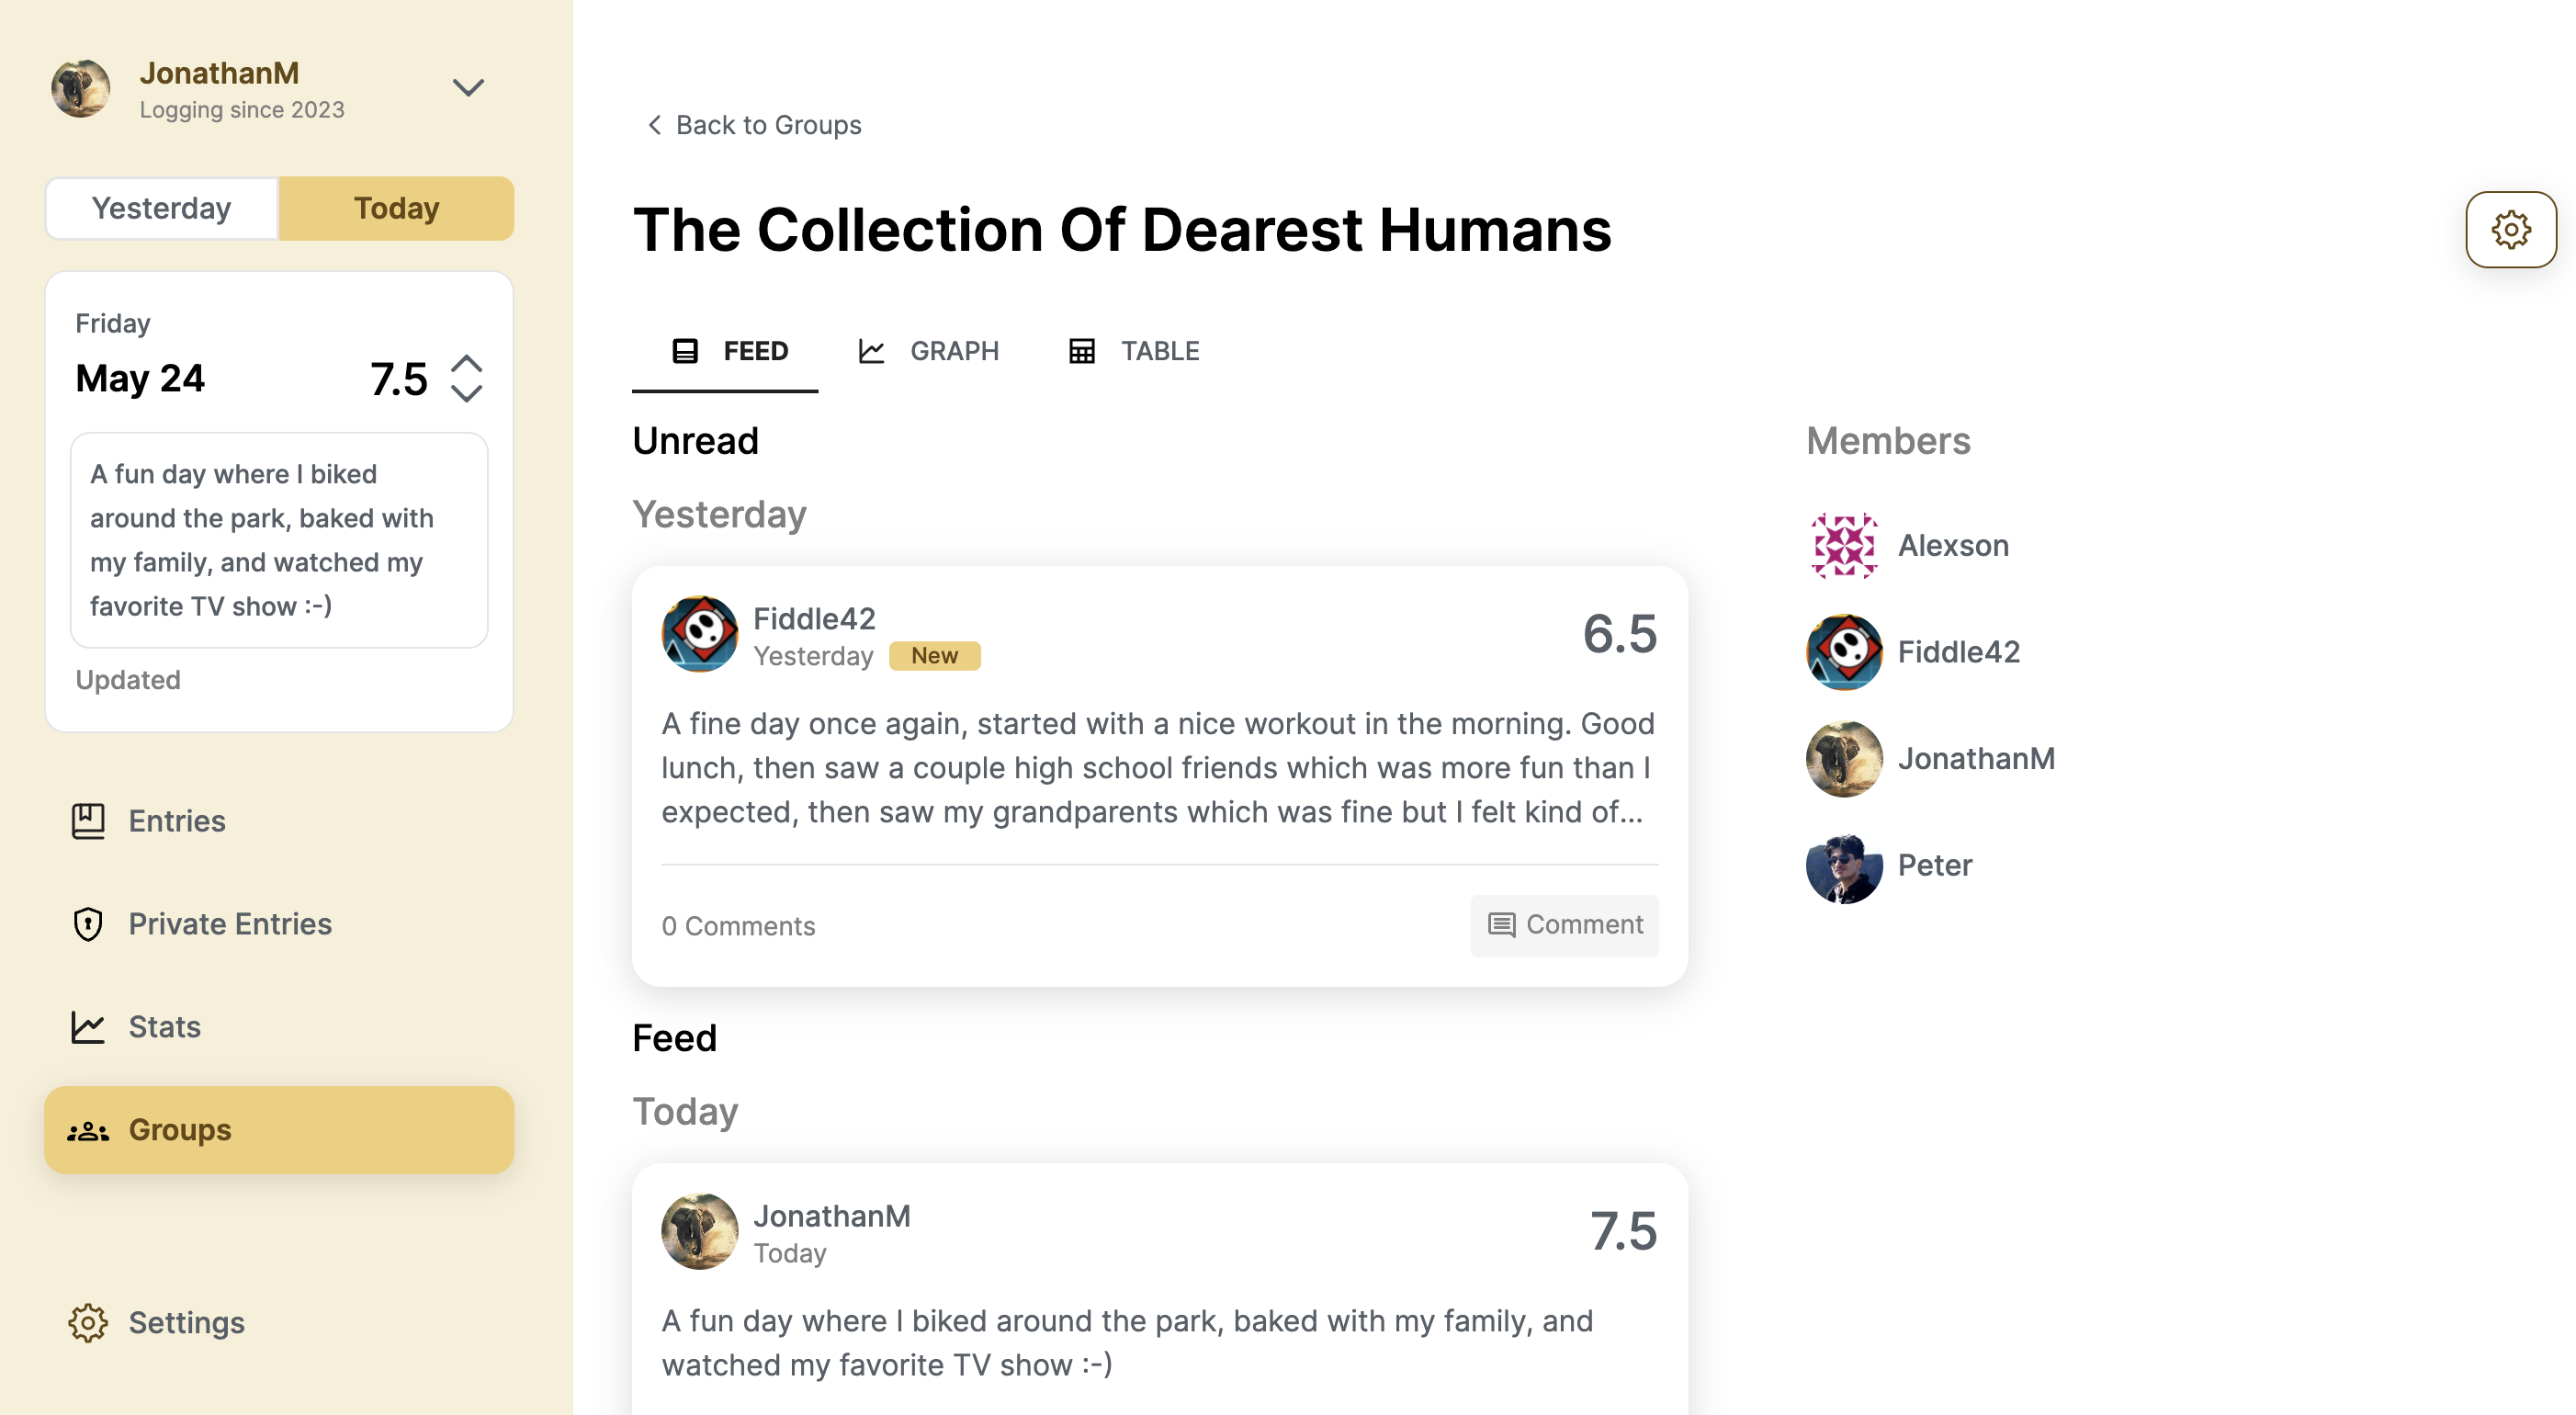 JonathanM
Logging since 2023
Yesterday
Today
Friday
May 24
7.5
A fun day where I biked
around the park, baked with
my family, and watched my
favorite TV show :-)
Updated
Entries
Private Entries
Stats
Groups
Settings
Back to Groups
The Collection Of Dearest Humans
FEED
GRAPH
TABLE
Unread
Yesterday
Fiddle42
Yesterday
New
6.5
A fine day once again, started with a nice workout in the morning. Good
lunch, then saw a couple high school friends which was more fun than I
expected, then saw my grandparents which was fine but I felt kind of...
0 Comments
Comment
Feed
Today
JonathanM
Today
7.5
A fun day where I biked around the park, baked with my family, and
watched my favorite TV show :-)
Members
Alexson
Fiddle42
JonathanM
Peter